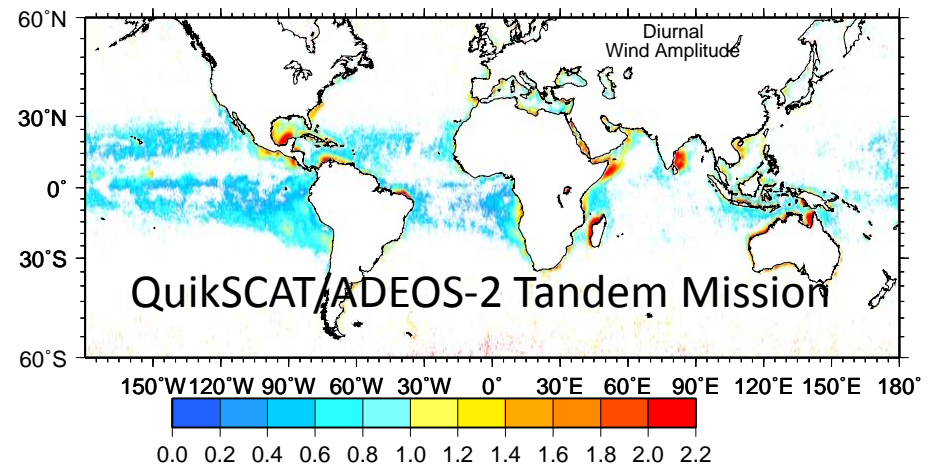 60˚N
Diurnal
Wind Amplitude
30˚N
0˚
30˚S
QuikSCAT/ADEOS-2 Tandem Mission
60˚S
150˚W 120˚W 90˚W 60˚W 30˚W 0˚ 30˚E 60˚E 90˚E 120˚E 150˚E 180˚
0.0 0.2 0.4 0.6 0.8 1.0 1.2 1.4 1.6 1.8 2.0 2.2